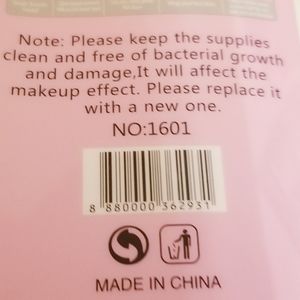 Note: Please keep the supplies
clean and free of bacterial growth
and damage,It will affect the
makeup effect. Please replace it
with a new one.
NO:1601
8 880000 362931
MADE IN CHINA